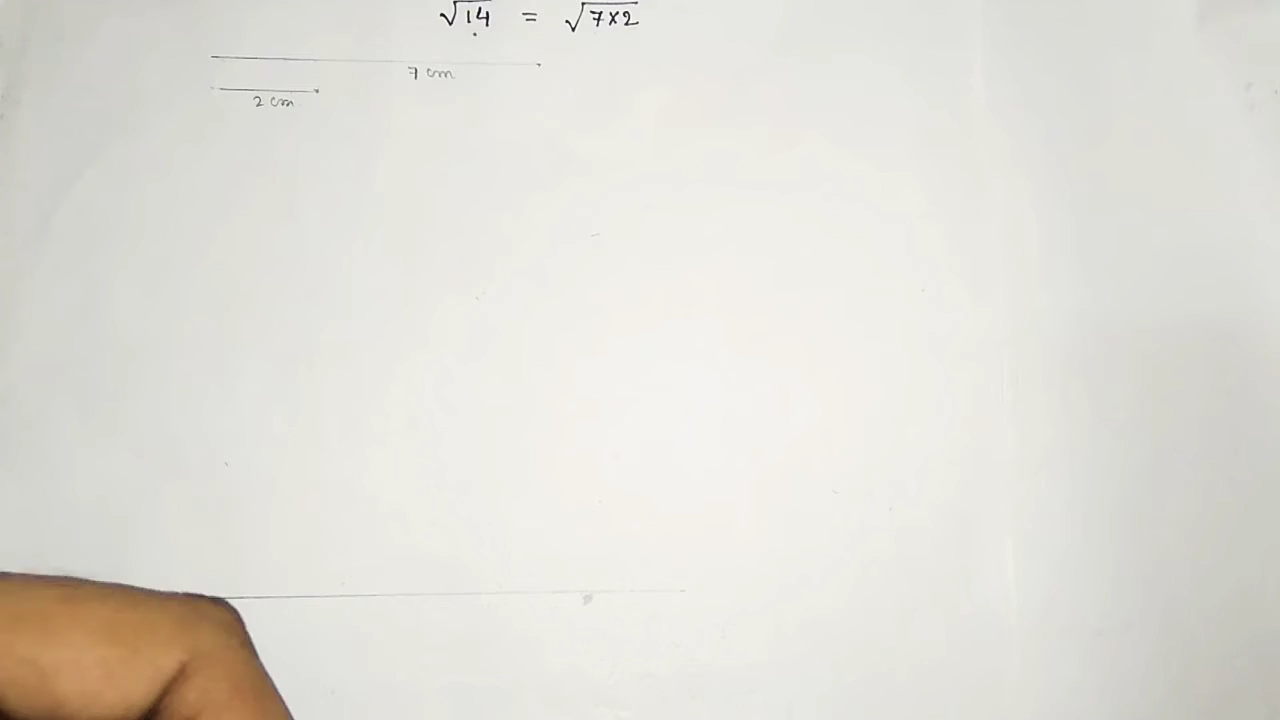 √14 = √7×2
7 cm
2 cm